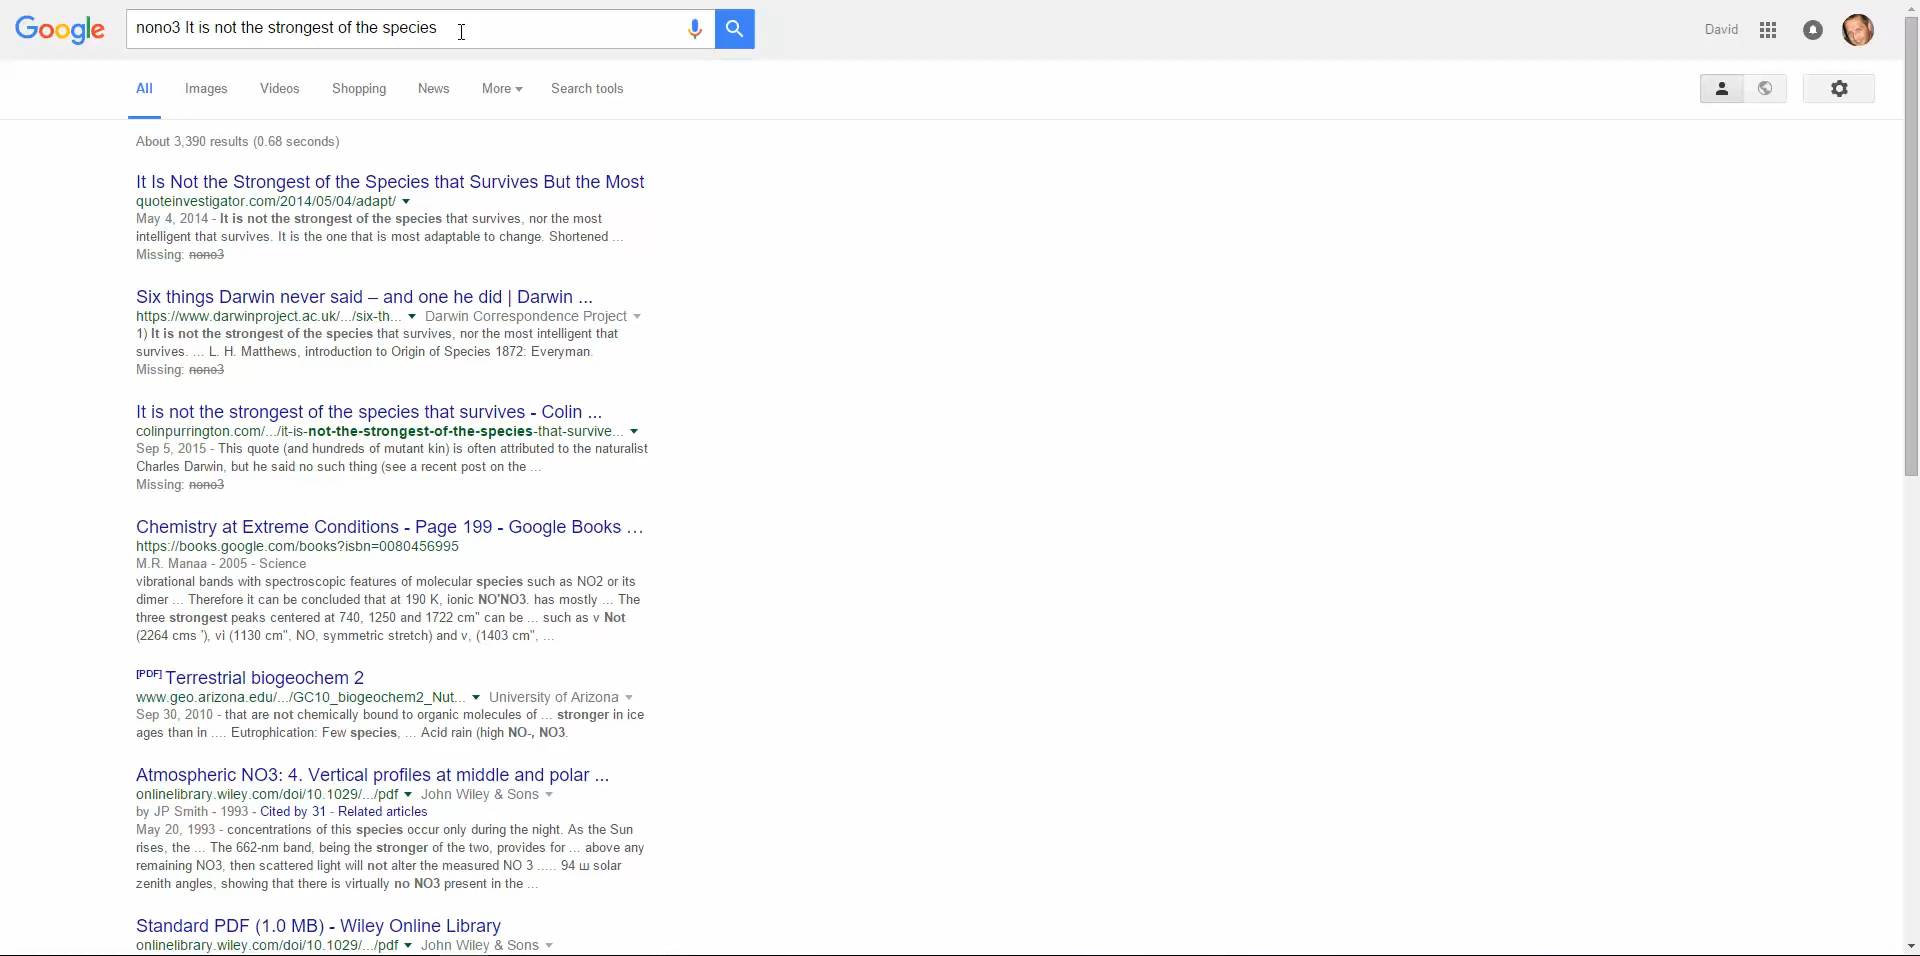 Google
nono3 It is not the strongest of the species
David
All Images Videos Shopping News More Search tools
About 3,390 results (0.68 seconds)
It Is Not the Strongest of the Species that Survives But the Most
quoteinvestigator.com/2014/05/04/adapt/
May 4, 2014 - It is not the strongest of the species that survives, nor the most
intelligent that survives. It is the one that is most adaptable to change. Shortened ...
Missing: nono3
Six things Darwin never said – and one he did | Darwin ...
https://www.darwinproject.ac.uk/.../six-th... Darwin Correspondence Project
1) It is not the strongest of the species that survives, nor the most intelligent that
survives. ... L. H. Matthews, introduction to Origin of Species 1872: Everyman.
Missing: nono3
It is not the strongest of the species that survives - Colin ...
colinpurrington.com/.../it-is-not-the-strongest-of-the-species-that-survive...
Sep 5, 2015 - This quote (and hundreds of mutant kin) is often attributed to the naturalist
Charles Darwin, but he said no such thing (see a recent post on the ...
Missing: nono3
Chemistry at Extreme Conditions - Page 199 - Google Books ...
https://books.google.com/books?isbn=0080456995
M.R. Manaa - 2005 - Science
vibrational bands with spectroscopic features of molecular species such as NO2 or its
dimer ... Therefore it can be concluded that at 190 K, ionic NO'NO3. has mostly ... The
three strongest peaks centered at 740, 1250 and 1722 cm" can be ... such as v Not
(2264 cms '), vi (1130 cm", NO, symmetric stretch) and v, (1403 cm", ...
[PDF] Terrestrial biogeochem 2
www.geo.arizona.edu/.../GC10_biogeochem2_Nut... University of Arizona
Sep 30, 2010 - that are not chemically bound to organic molecules of ... stronger in ice
ages than in .... Eutrophication: Few species, ... Acid rain (high NO-, NO3.
Atmospheric NO3: 4. Vertical profiles at middle and polar ...
onlinelibrary.wiley.com/doi/10.1029/.../pdf John Wiley & Sons
by JP Smith - 1993 - Cited by 31 - Related articles
May 20, 1993 - concentrations of this species occur only during the night. As the Sun
rises, the ... The 662-nm band, being the stronger of the two, provides for ... above any
remaining NO3, then scattered light will not alter the measured NO 3 ..... 94 ш solar
zenith angles, showing that there is virtually no NO3 present in the ...
Standard PDF (1.0 MB) - Wiley Online Library
onlinelibrary.wiley.com/doi/10.1029/.../pdf John Wiley & Sons